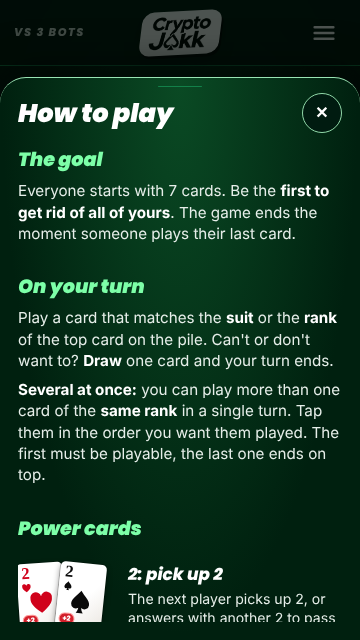 VS 3 BOTS
Crypto
Jokk
How to play
×
The goal
Everyone starts with 7 cards. Be the first to
get rid of all of yours. The game ends the
moment someone plays their last card.
On your turn
Play a card that matches the suit or the rank
of the top card on the pile. Can't or don't
want to? Draw one card and your turn ends.
Several at once: you can play more than one
card of the same rank in a single turn. Tap
them in the order you want them played. The
first must be playable, the last one ends on
top.
Power cards
2
2
+2
+2
2: pick up 2
The next player picks up 2, or
answers with another 2 to pass